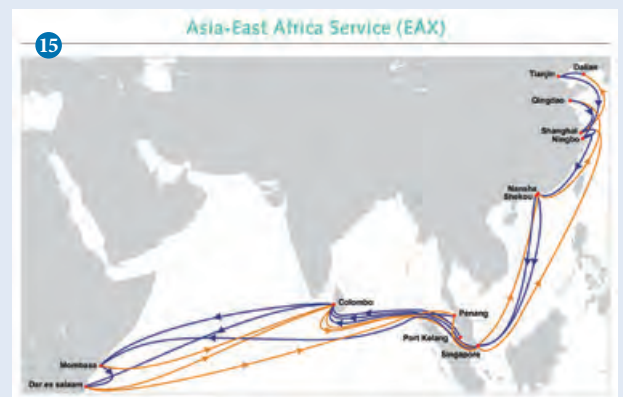 Asia-East Africa Service (EAX)
15
Tianjin
Dalian
Qingdao
Shanghai
Ningbo
Nansha
Shekou
Colombo
Penang
Port Kelang
Singapore
Mombasa
Dar es salaam